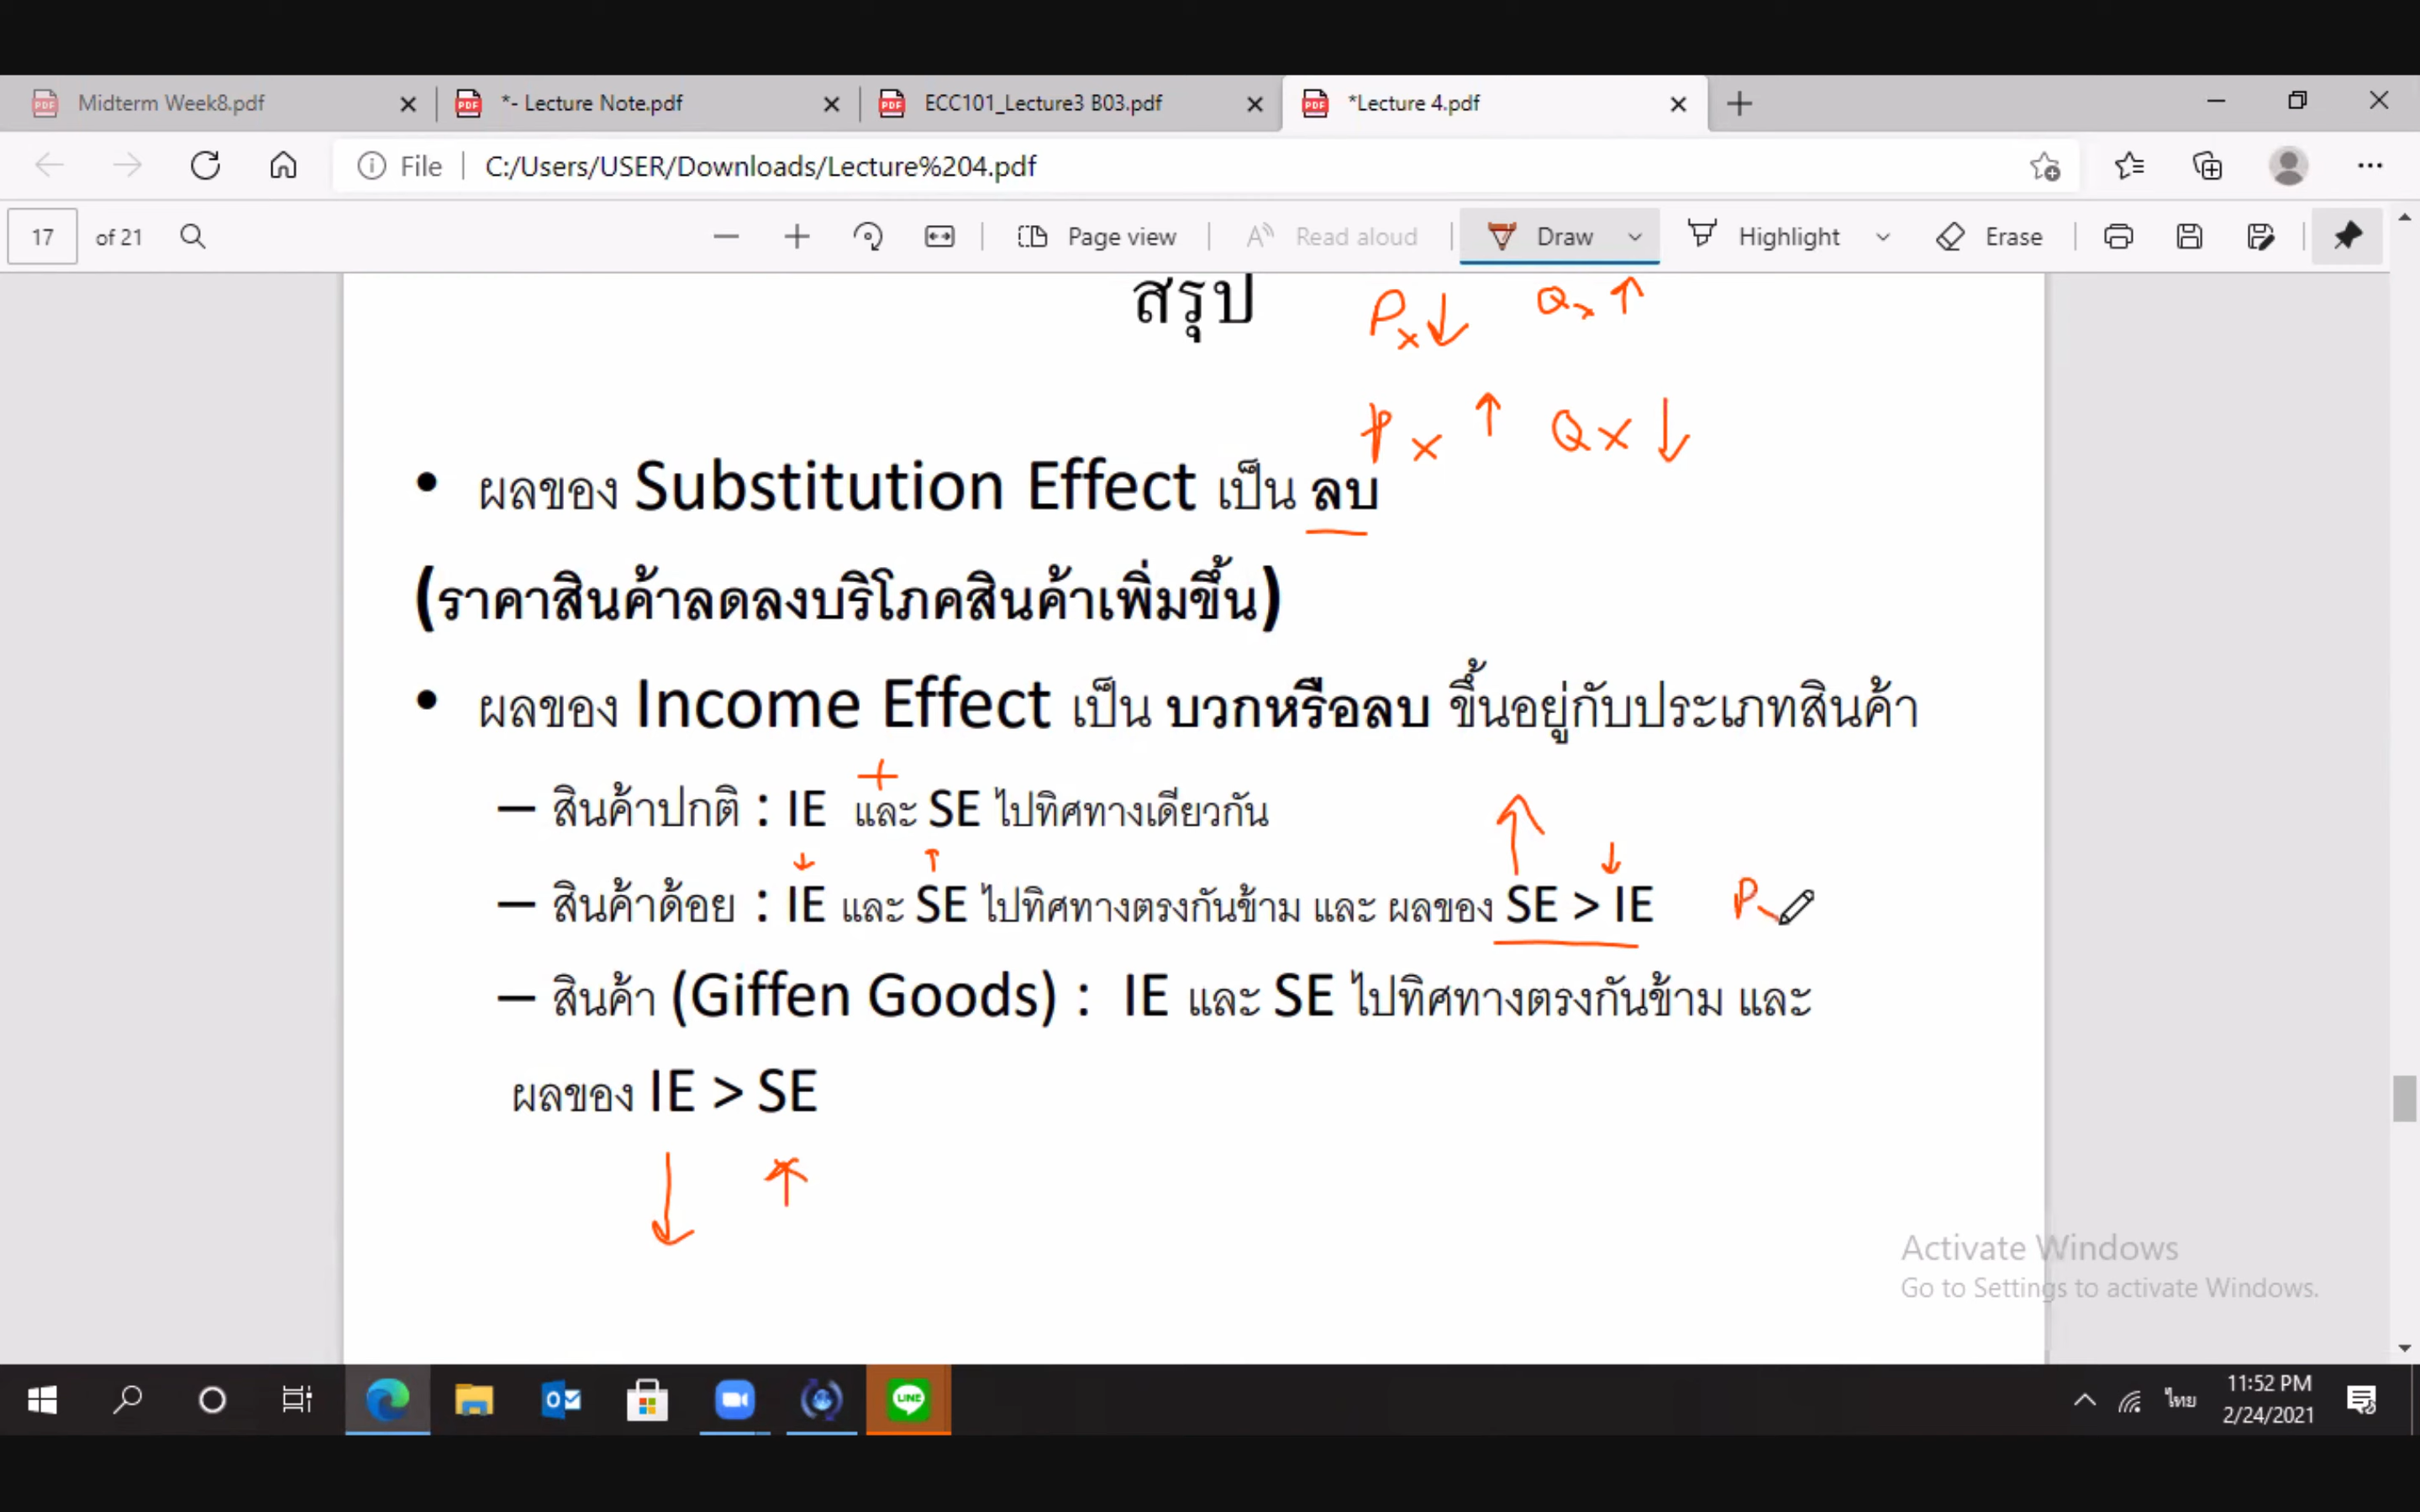 Midterm Week8.pdf
*- Lecture Note.pdf
ECC101_Lecture3 B03.pdf
*Lecture 4.pdf
File
C:/Users/USER/Downloads/Lecture%204.pdf
17 of 21
Page view
Read aloud
Draw
Highlight
Erase
สรุป
Px↓ Qx↑
Px↑ Qx↓
• ผลของ Substitution Effect เป็น ลบ
(ราคาสินค้าลดลงบริโภคสินค้าเพิ่มขึ้น)
• ผลของ Income Effect เป็น บวกหรือลบ ขึ้นอยู่กับประเภทสินค้า
+
– สินค้าปกติ : IE และ SE ไปทิศทางเดียวกัน
↓ ↑ ↑ ↓
– สินค้าด้อย : IE และ SE ไปทิศทางตรงกันข้าม และ ผลของ SE > IE P
– สินค้า (Giffen Goods) : IE และ SE ไปทิศทางตรงกันข้าม และ
ผลของ IE > SE
↓ ↑
Activate Windows
Go to Settings to activate Windows.
LINE
ไทย
11:52 PM
2/24/2021